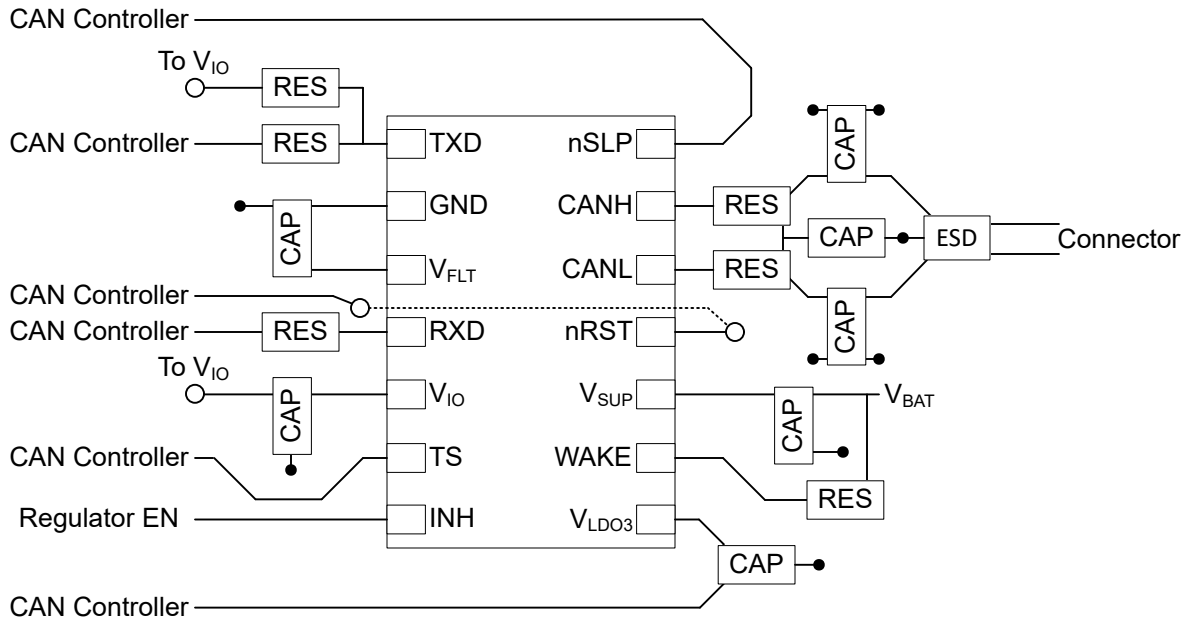 CAN Controller
To VIO
RES
CAN Controller
RES
TXD
nSLP
CAP
GND
CANH
RES
CAP
CAP
ESD
Connector
VFLT
CANL
RES
CAN Controller
CAN Controller
RES
RXD
nRST
CAP
To VIO
CAP
VIO
VSUP
CAP
VBAT
CAN Controller
TS
WAKE
RES
Regulator EN
INH
VLDO3
CAP
CAN Controller